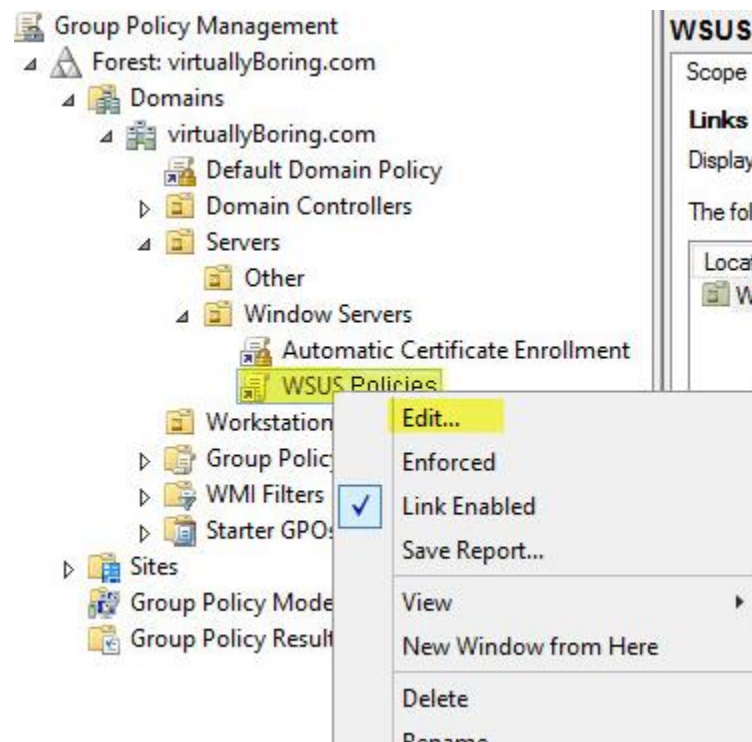 Group Policy Management
Forest: virtuallyBoring.com
Domains
virtuallyBoring.com
Default Domain Policy
Domain Controllers
Servers
Other
Window Servers
Automatic Certificate Enrollment
WSUS Policies
Workstation
Group Polic
WMI Filters
Starter GPO
Sites
Group Policy Mode
Group Policy Result
Edit...
Enforced
Link Enabled
Save Report...
View
New Window from Here
Delete
Rename
WSUS
Scope
Links
Display
The fol
Loca
W